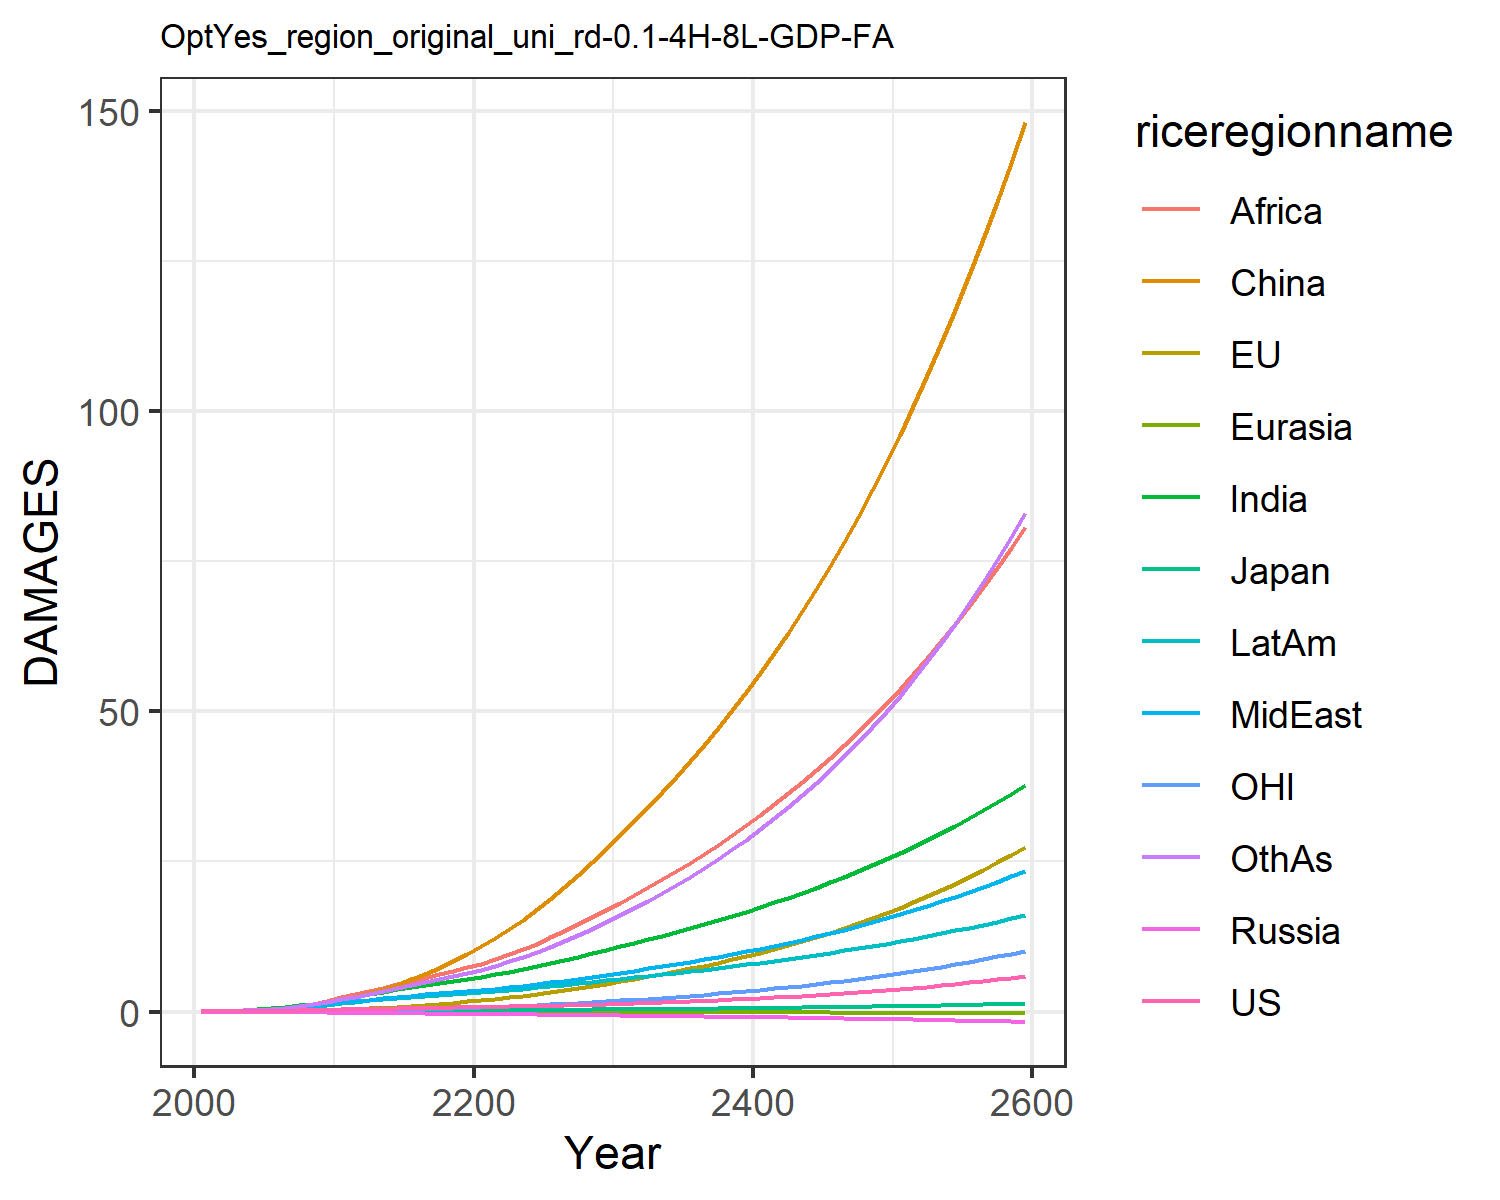 OptYes_region_original_uni_rd-0.1-4H-8L-GDP-FA
150
100
50
0
DAMAGES
2000 2200 2400 2600
Year
riceregionname
Africa
China
EU
Eurasia
India
Japan
LatAm
MidEast
OHI
OthAs
Russia
US